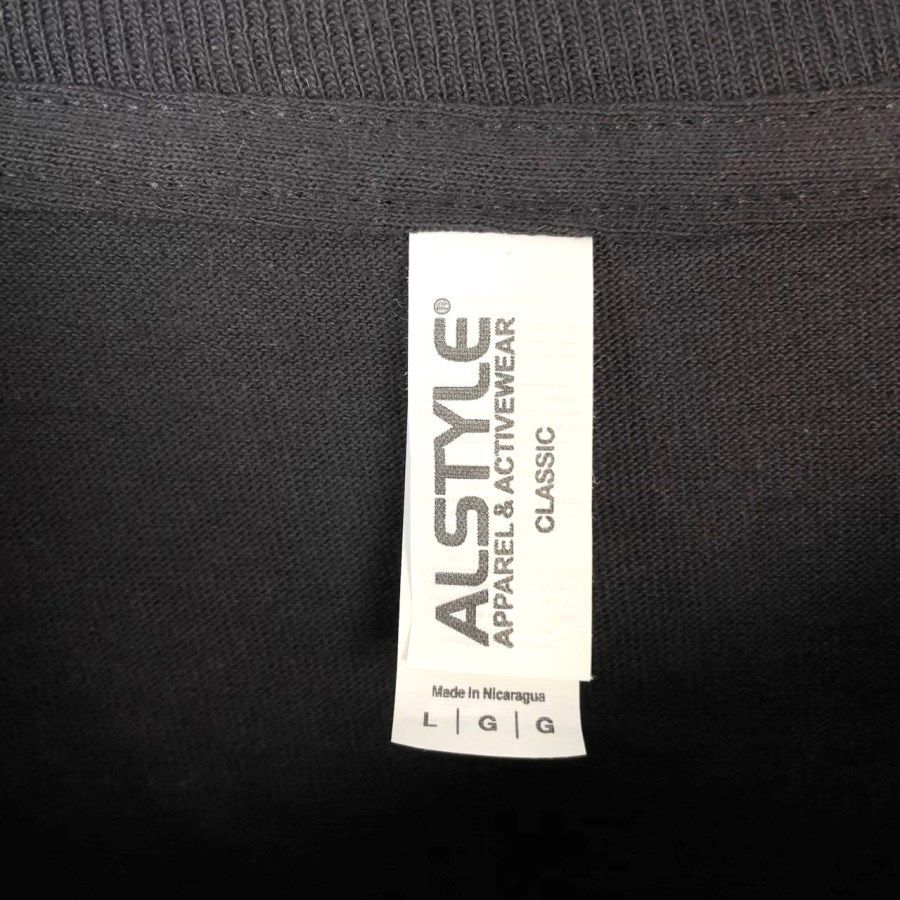 ALSTYLE®
APPAREL & ACTIVEWEAR
CLASSIC
Made In Nicaragua
L | G | G